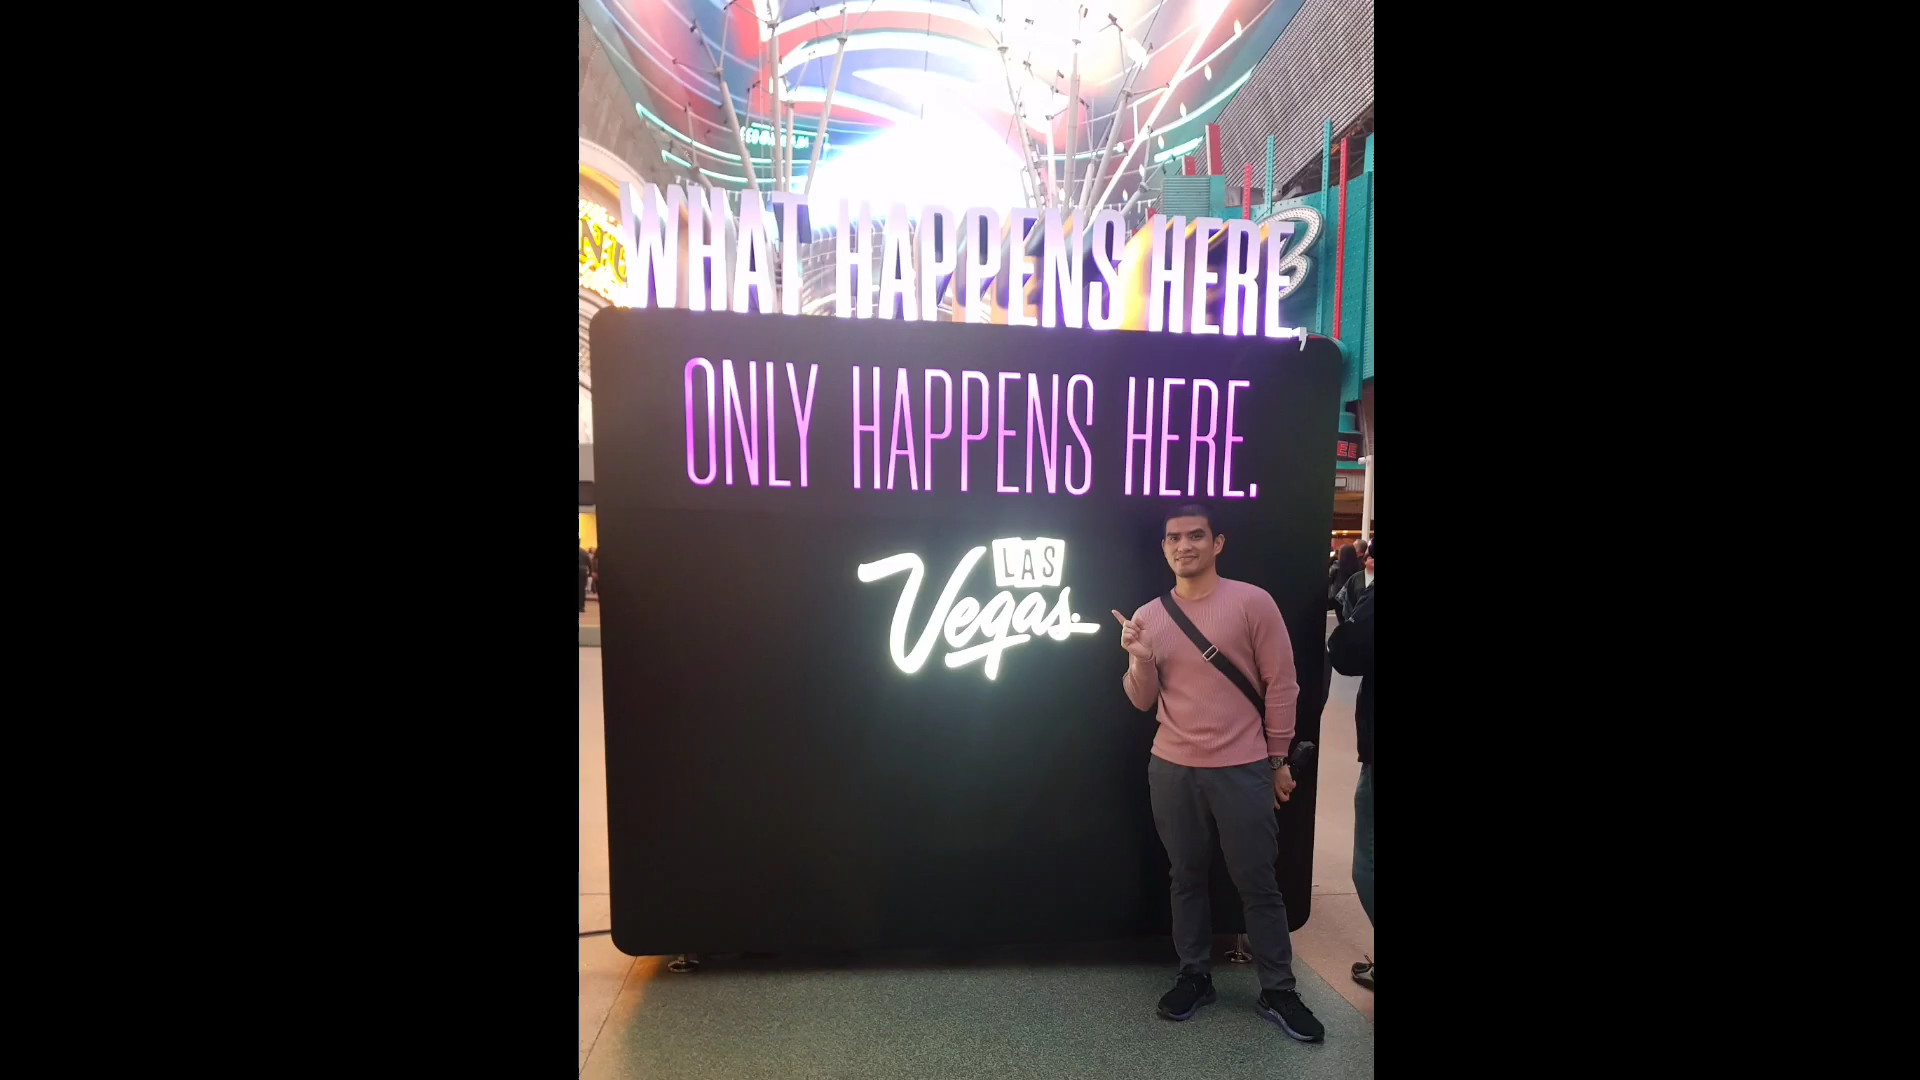 WHAT HAPPENS HERE,
ONLY HAPPENS HERE.
LAS
Vegas.